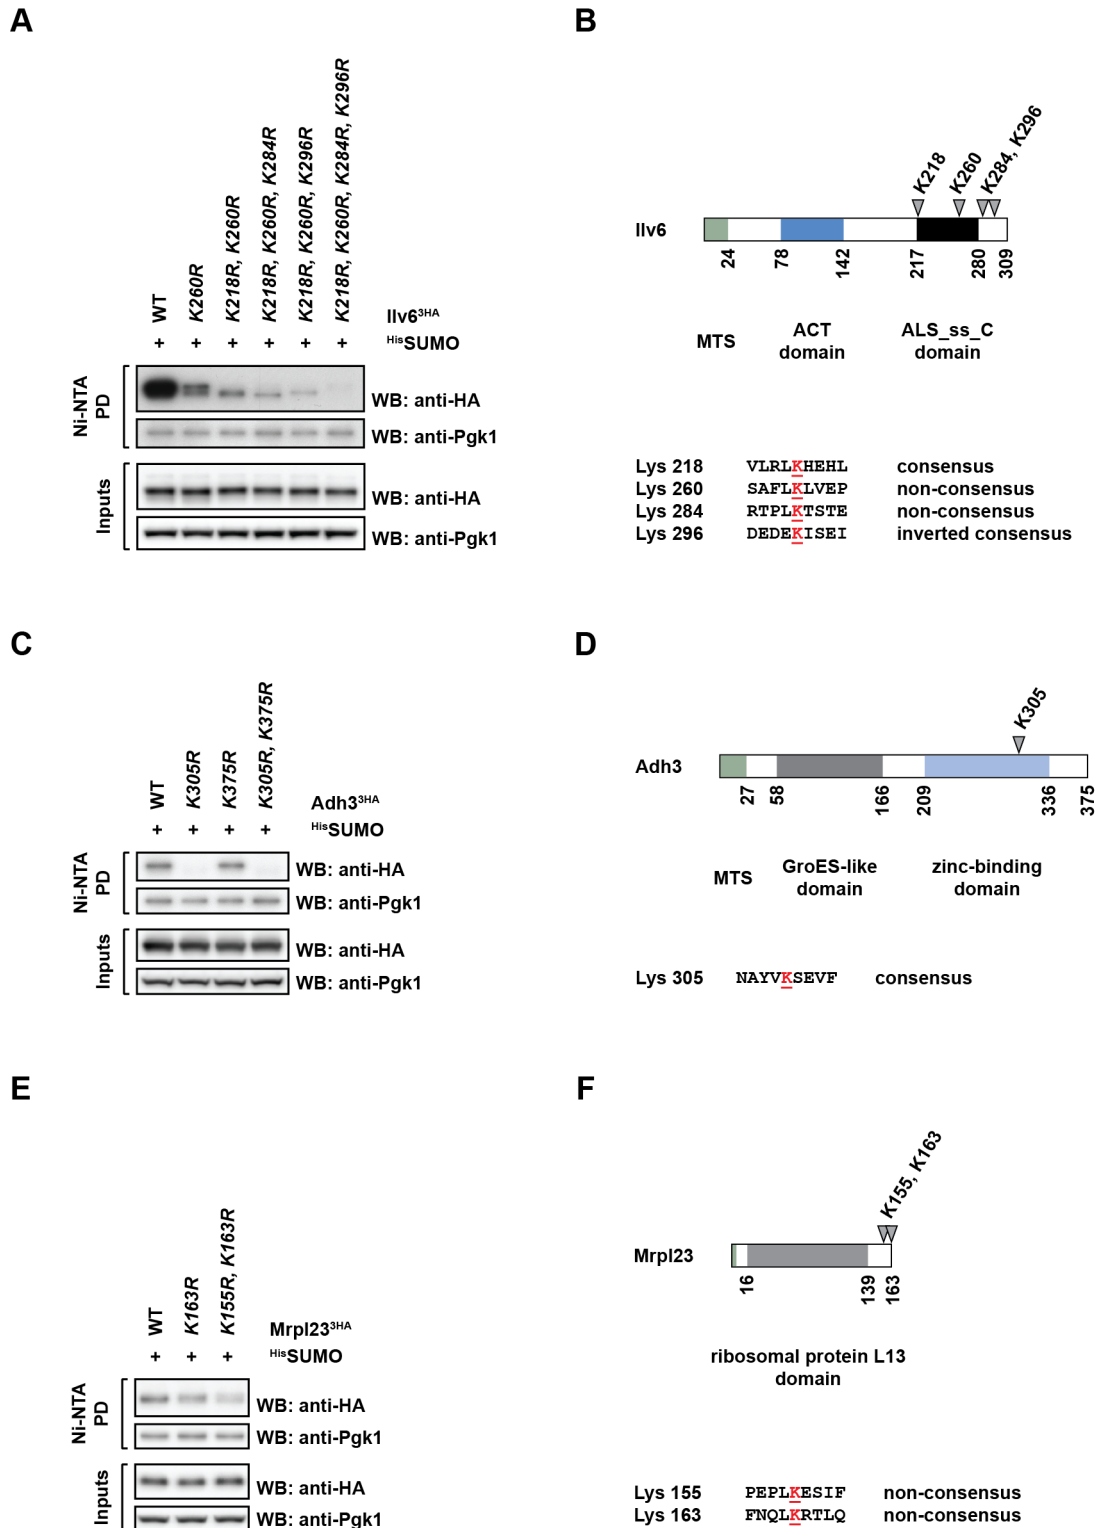 A
WT
K260R
K218R, K260R
K218R, K260R, K284R
K218R, K260R, K296R
K218R, K260R, K284R, K296R
Ilv63HA
+ + + + + + HisSUMO
Ni-NTA PD
WB: anti-HA
WB: anti-Pgk1
Inputs
WB: anti-HA
WB: anti-Pgk1
B
K218
K260
K284, K296
Ilv6
24 78 142 217 280 309
MTS
ACT
domain
ALS_ss_C
domain
Lys 218 VLRLKHEHL consensus
Lys 260 SAFLKLVEP non-consensus
Lys 284 RTPLKTSTE non-consensus
Lys 296 DEDEKISEI inverted consensus
C
WT
K305R
K375R
K305R, K375R
Adh33HA
+ + + + HisSUMO
Ni-NTA PD
WB: anti-HA
WB: anti-Pgk1
Inputs
WB: anti-HA
WB: anti-Pgk1
D
K305
Adh3
27 58 166 209 336 375
MTS
GroES-like
domain
zinc-binding
domain
Lys 305 NAYVKSEVF consensus
E
WT
K163R
K155R, K163R
Mrpl233HA
+ + + HisSUMO
Ni-NTA PD
WB: anti-HA
WB: anti-Pgk1
Inputs
WB: anti-HA
WB: anti-Pgk1
F
K155, K163
Mrpl23
16 139 163
ribosomal protein L13
domain
Lys 155 PEPLKESIF non-consensus
Lys 163 FNQLKRTLQ non-consensus